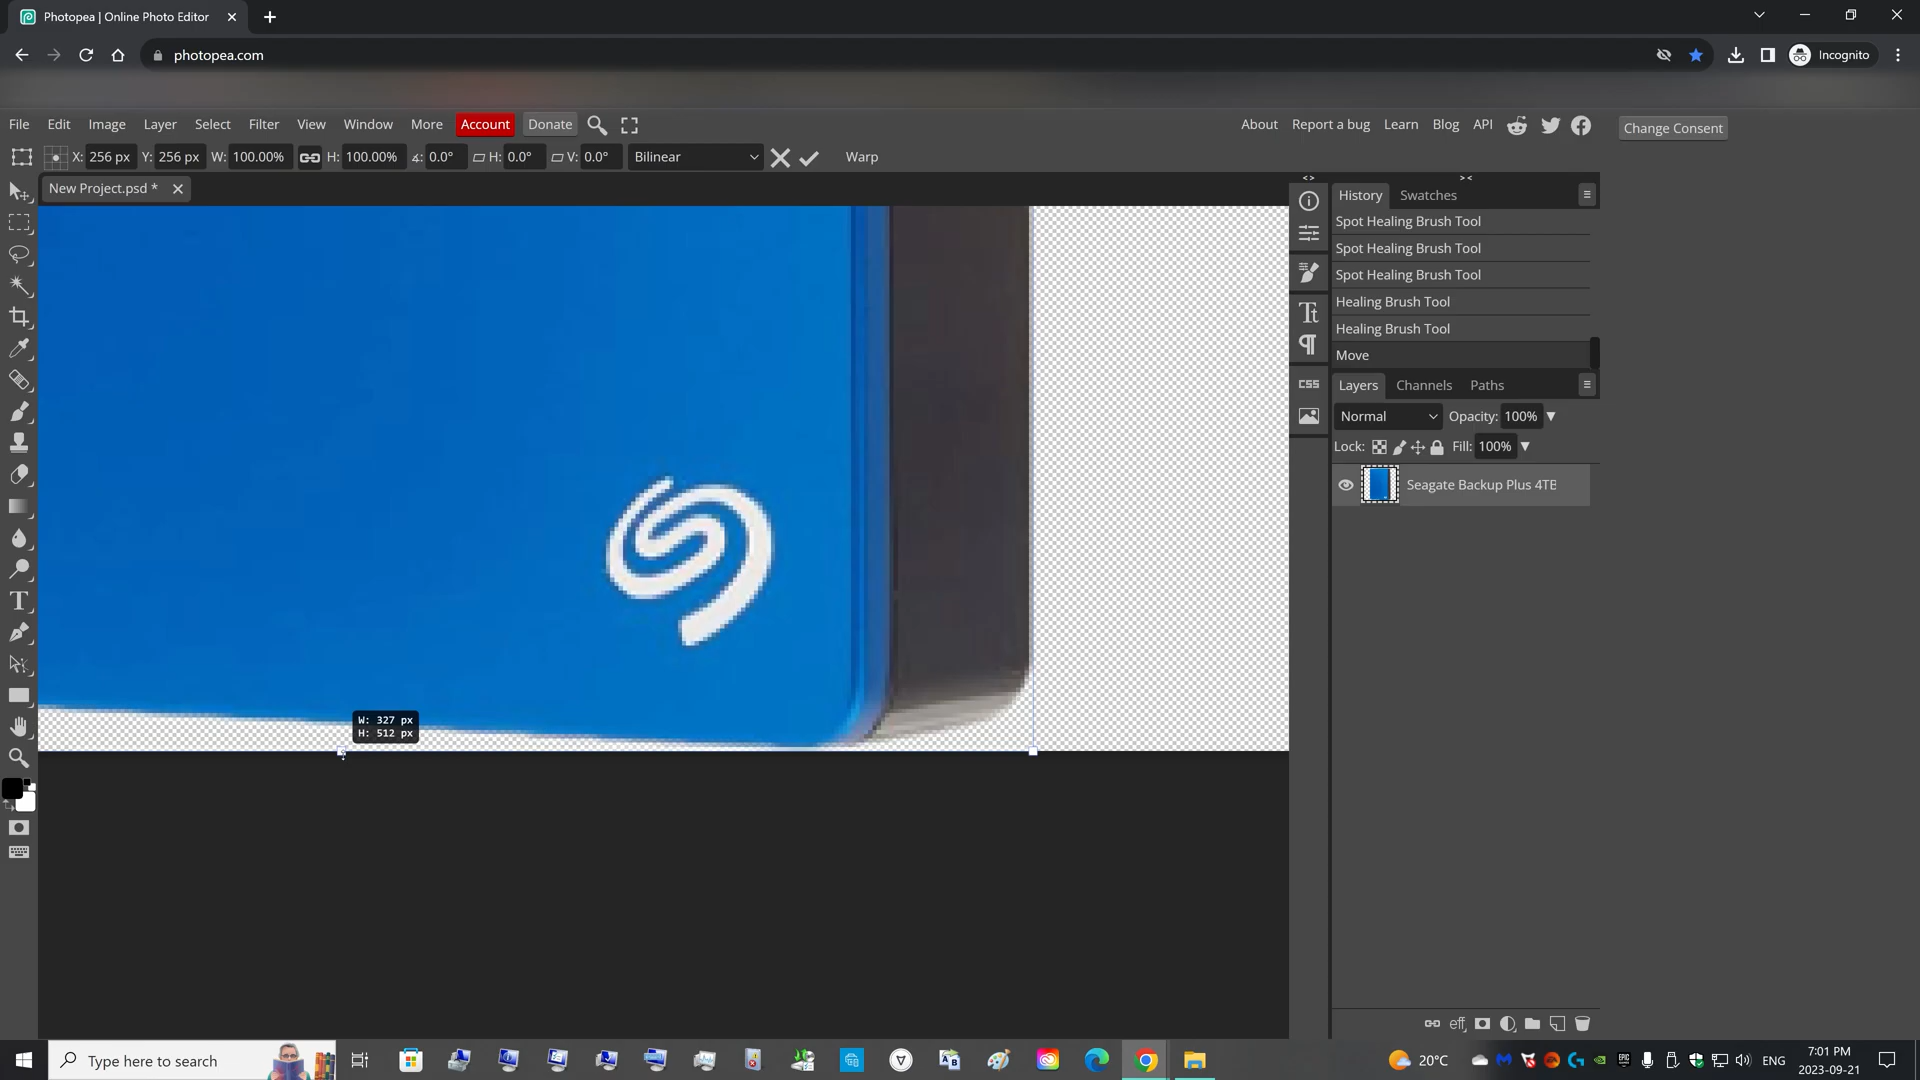 Photopea | Online Photo Editor
photopea.com
Incognito
File Edit Image Layer Select Filter View Window More Account Donate
About Report a bug Learn Blog API
Change Consent
X: 256 px Y: 256 px W: 100.00% H: 100.00% 0.0° H: 0.0° V: 0.0° Bilinear Warp
New Project.psd *
History Swatches
Spot Healing Brush Tool
Spot Healing Brush Tool
Spot Healing Brush Tool
Healing Brush Tool
Healing Brush Tool
Move
CSS
Layers Channels Paths
Normal Opacity: 100%
Lock: Fill: 100%
Seagate Backup Plus 4TE
W: 327 px
H: 512 px
eff
Type here to search
20°C
ENG
7:01 PM
2023-09-21